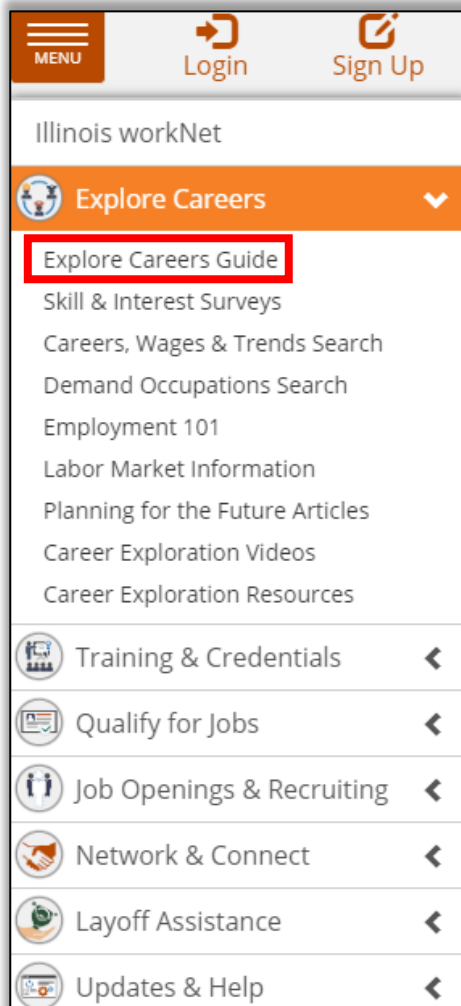 MENU
Login
Sign Up
Illinois workNet
Explore Careers
Explore Careers Guide
Skill & Interest Surveys
Careers, Wages & Trends Search
Demand Occupations Search
Employment 101
Labor Market Information
Planning for the Future Articles
Career Exploration Videos
Career Exploration Resources
Training & Credentials
Qualify for Jobs
Job Openings & Recruiting
Network & Connect
Layoff Assistance
Updates & Help